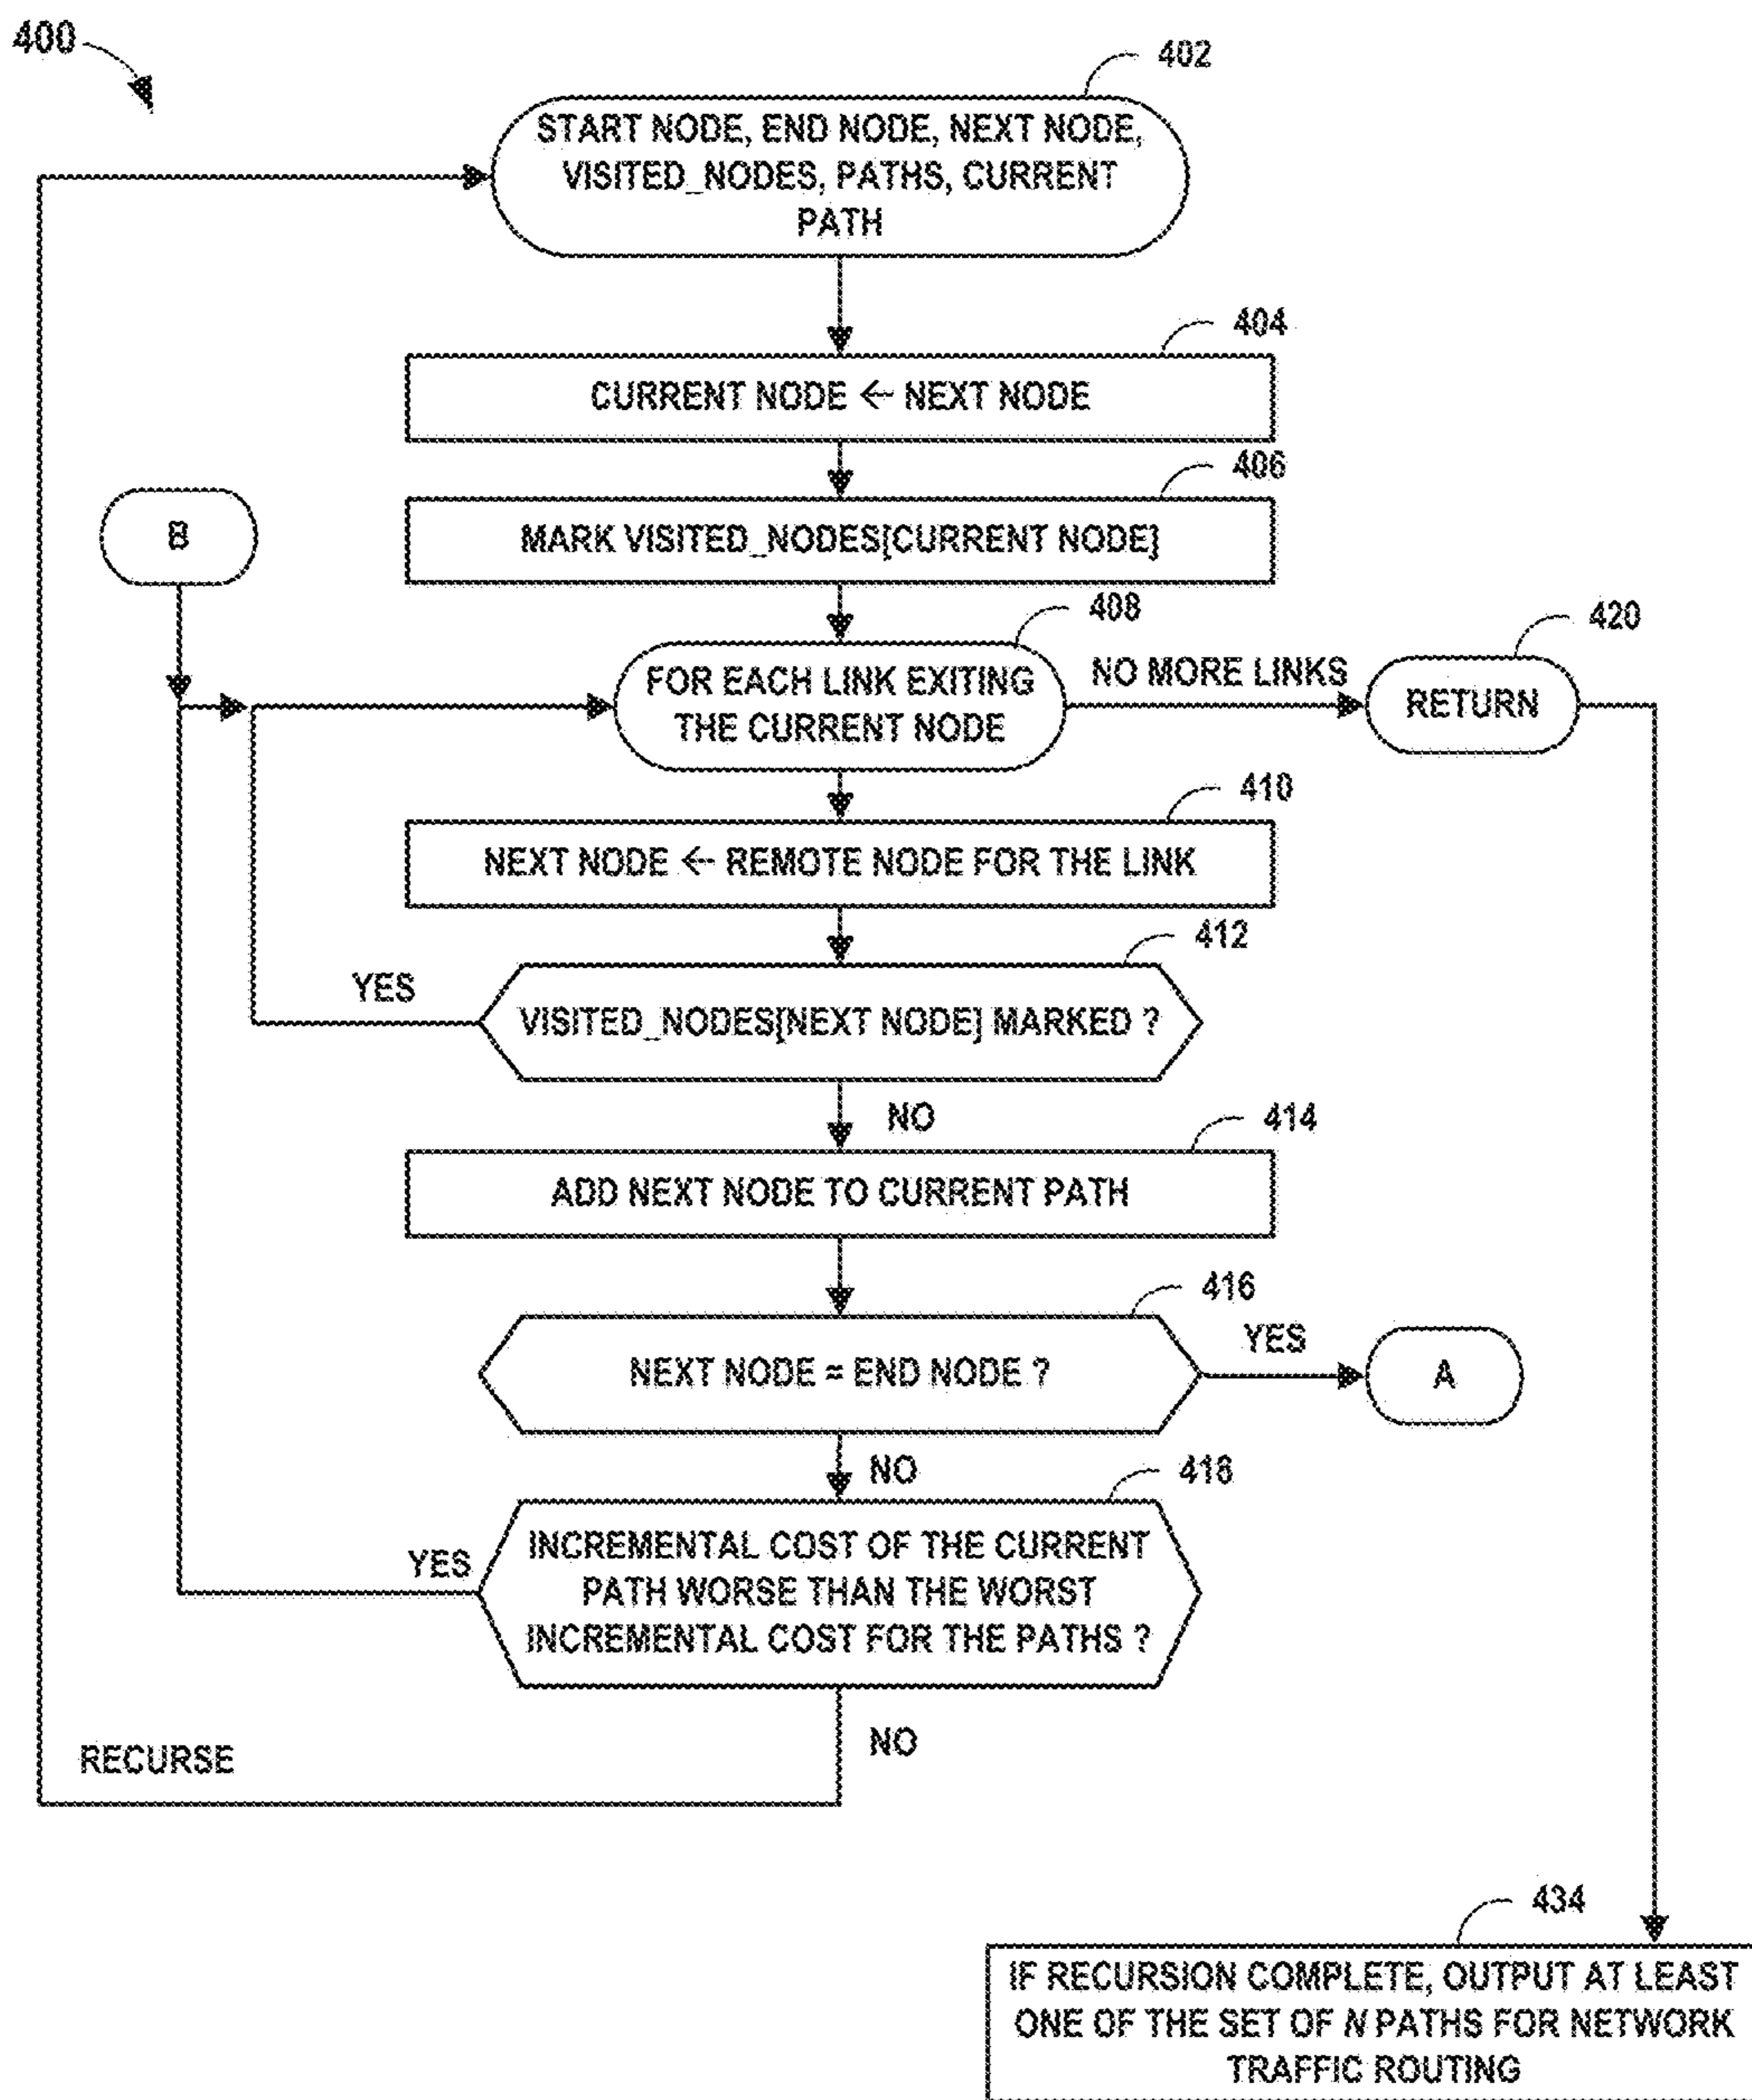 400
402
START NODE, END NODE, NEXT NODE,
VISITED_NODES, PATHS, CURRENT
PATH
404
CURRENT NODE ← NEXT NODE
406
MARK VISITED_NODES[CURRENT NODE]
B
408
FOR EACH LINK EXITING
THE CURRENT NODE
NO MORE LINKS
420
RETURN
410
NEXT NODE ← REMOTE NODE FOR THE LINK
412
YES
VISITED_NODES[NEXT NODE] MARKED ?
NO
414
ADD NEXT NODE TO CURRENT PATH
416
NEXT NODE = END NODE ?
YES
A
NO
418
YES
INCREMENTAL COST OF THE CURRENT
PATH WORSE THAN THE WORST
INCREMENTAL COST FOR THE PATHS ?
NO
RECURSE
434
IF RECURSION COMPLETE, OUTPUT AT LEAST
ONE OF THE SET OF N PATHS FOR NETWORK
TRAFFIC ROUTING